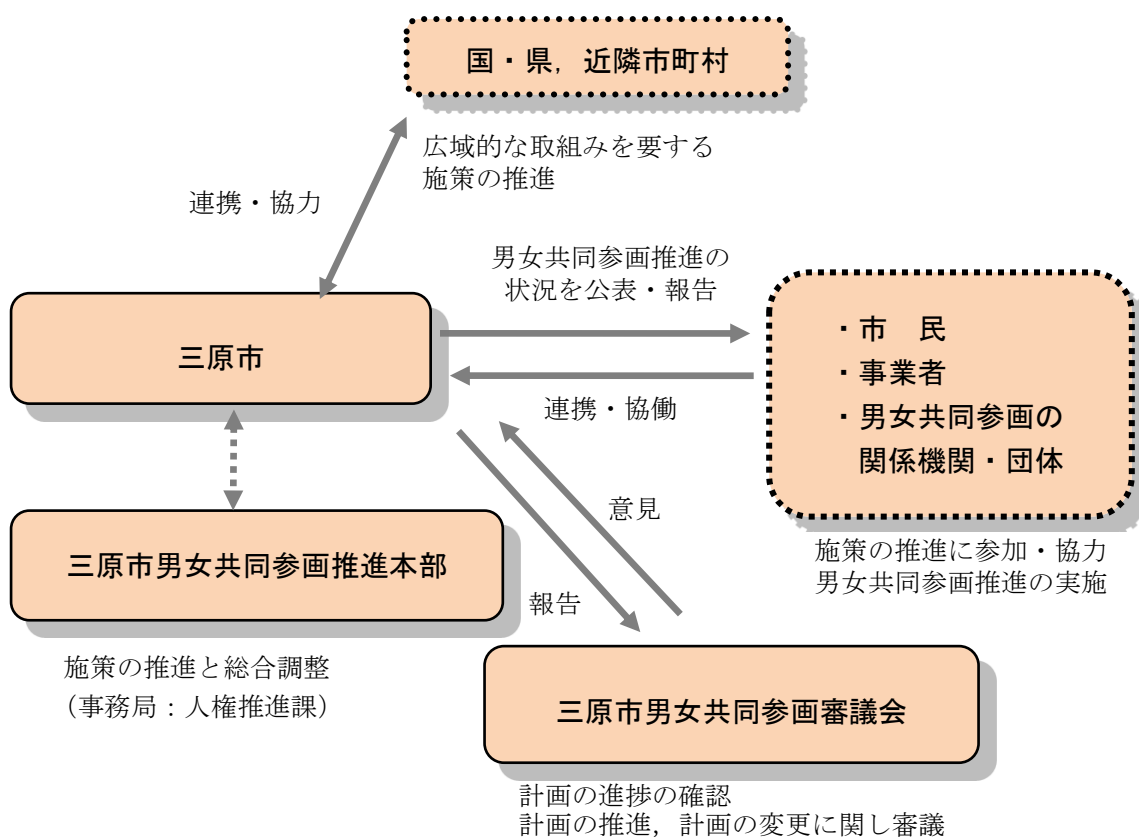 国・県，近隣市町村
広域的な取組みを要する
施策の推進
連携・協力
男女共同参画推進の
状況を公表・報告
三原市
・市　民
・事業者
・男女共同参画の
関係機関・団体
連携・協働
意見
施策の推進に参加・協力
男女共同参画推進の実施
三原市男女共同参画推進本部
報告
施策の推進と総合調整
（事務局：人権推進課）
三原市男女共同参画審議会
計画の進捗の確認
計画の推進，計画の変更に関し審議